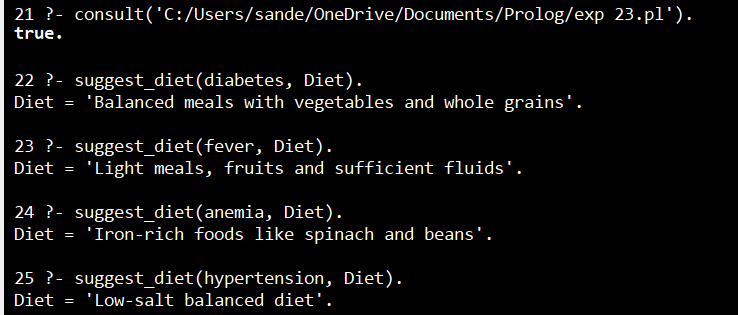 21 ?- consult('C:/Users/sande/OneDrive/Documents/Prolog/exp 23.pl').
true.
22 ?- suggest_diet(diabetes, Diet).
Diet = 'Balanced meals with vegetables and whole grains'.
23 ?- suggest_diet(fever, Diet).
Diet = 'Light meals, fruits and sufficient fluids'.
24 ?- suggest_diet(anemia, Diet).
Diet = 'Iron-rich foods like spinach and beans'.
25 ?- suggest_diet(hypertension, Diet).
Diet = 'Low-salt balanced diet'.